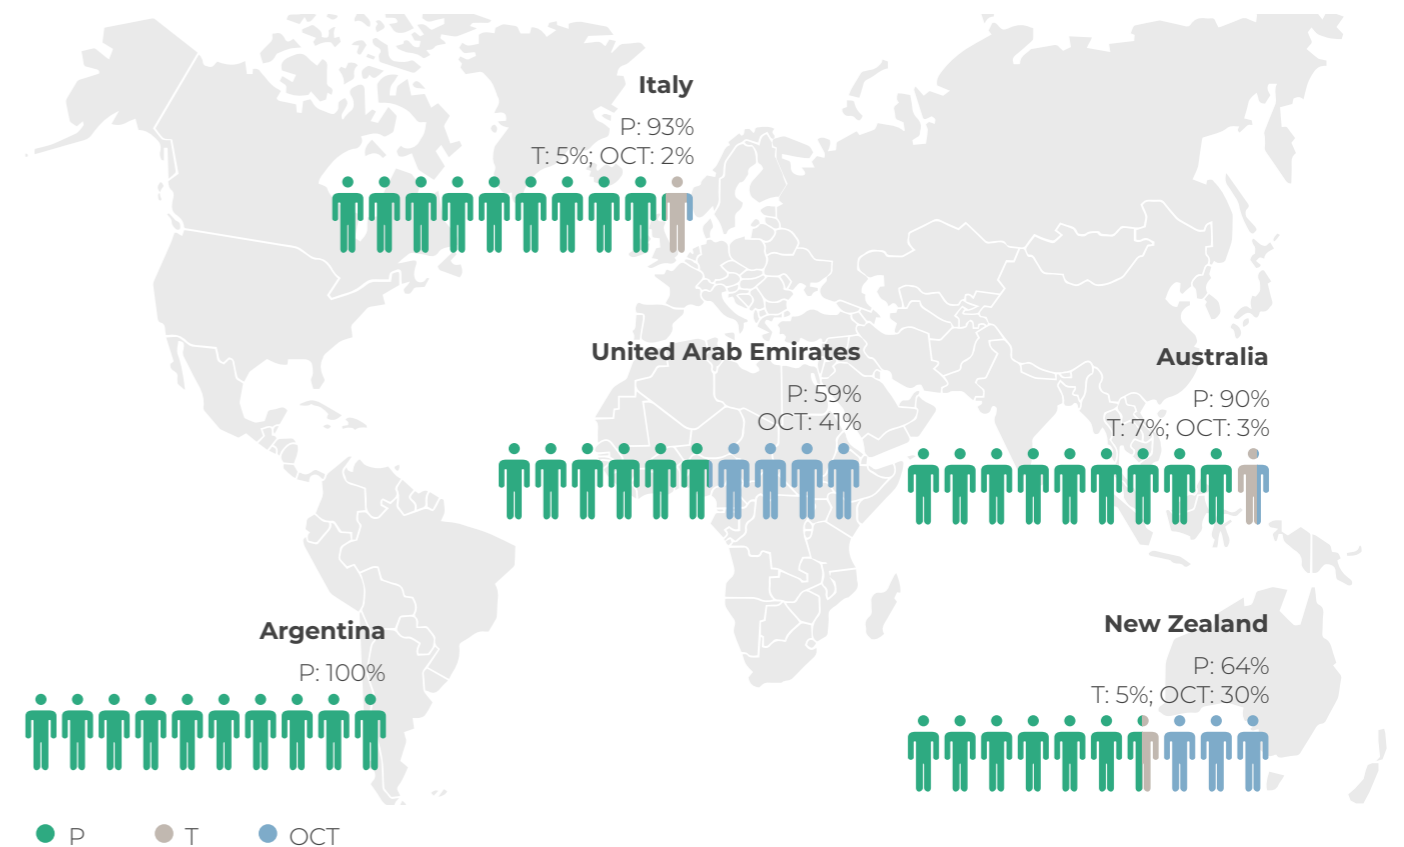 Italy
P: 93%
T: 5%; OCT: 2%
United Arab Emirates
P: 59%
OCT: 41%
Australia
P: 90%
T: 7%; OCT: 3%
Argentina
P: 100%
New Zealand
P: 64%
T: 5%; OCT: 30%
P T OCT